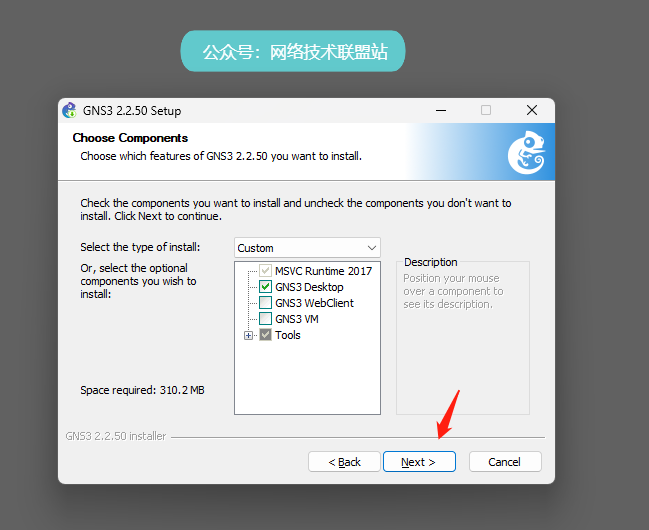 公众号：网络技术联盟站
GNS3 2.2.50 Setup
Choose Components
Choose which features of GNS3 2.2.50 you want to install.
Check the components you want to install and uncheck the components you don't want to
install. Click Next to continue.
Select the type of install:
Custom
Or, select the optional
components you wish to
install:
MSVC Runtime 2017
GNS3 Desktop
GNS3 WebClient
GNS3 VM
Tools
Description
Position your mouse
over a component to
see its description.
Space required: 310.2 MB
GNS3 2.2.50 installer
< Back
Next >
Cancel